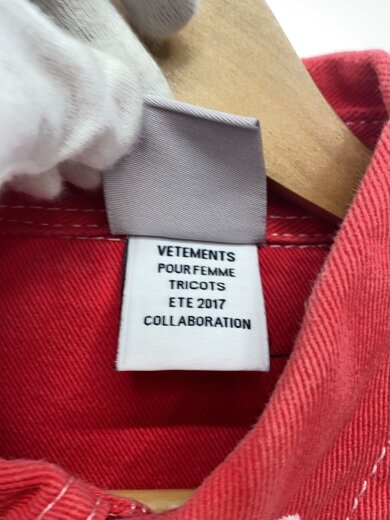 VETEMENTS
POUR FEMME
TRICOTS
ETE 2017
COLLABORATION